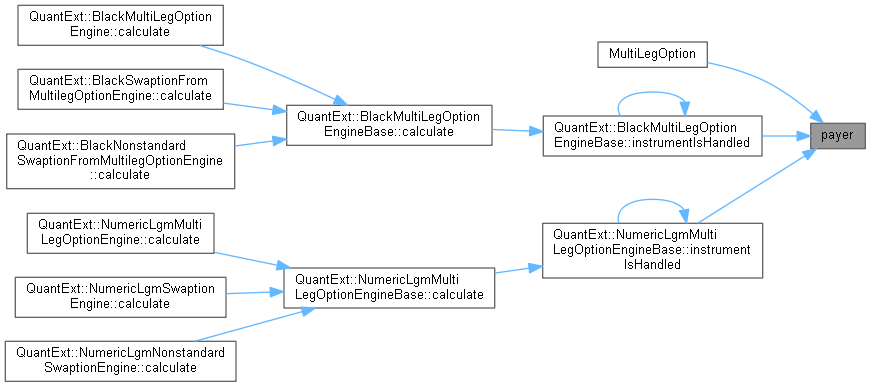 QuantExt::BlackMultiLegOption
Engine::calculate
QuantExt::BlackSwaptionFrom
MultilegOptionEngine::calculate
QuantExt::BlackNonstandard
SwaptionFromMultilegOptionEngine
::calculate
QuantExt::BlackMultiLegOption
EngineBase::calculate
MultiLegOption
QuantExt::BlackMultiLegOption
EngineBase::instrumentIsHandled
payer
QuantExt::NumericLgmMulti
LegOptionEngine::calculate
QuantExt::NumericLgmSwaption
Engine::calculate
QuantExt::NumericLgmNonstandard
SwaptionEngine::calculate
QuantExt::NumericLgmMulti
LegOptionEngineBase::calculate
QuantExt::NumericLgmMulti
LegOptionEngineBase::instrument
IsHandled